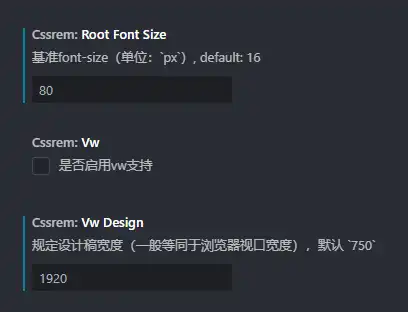 Cssrem: Root Font Size
基准font-size（单位：`px`）, default: 16
80
Cssrem: Vw
是否启用vw支持
Cssrem: Vw Design
规定设计稿宽度（一般等同于浏览器视口宽度），默认 `750`
1920